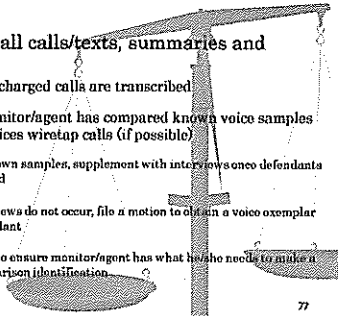 all calls/texts, summaries and
charged calls are transcribed
nitor/agent has compared known voice samples
ices wiretap calls (if possible)
own samples, supplement with interviews once defendants
d
ews do not occur, file a motion to obtain a voice exemplar
dant
o ensure monitor/agent has what he/she needs to make a
arison identification
77